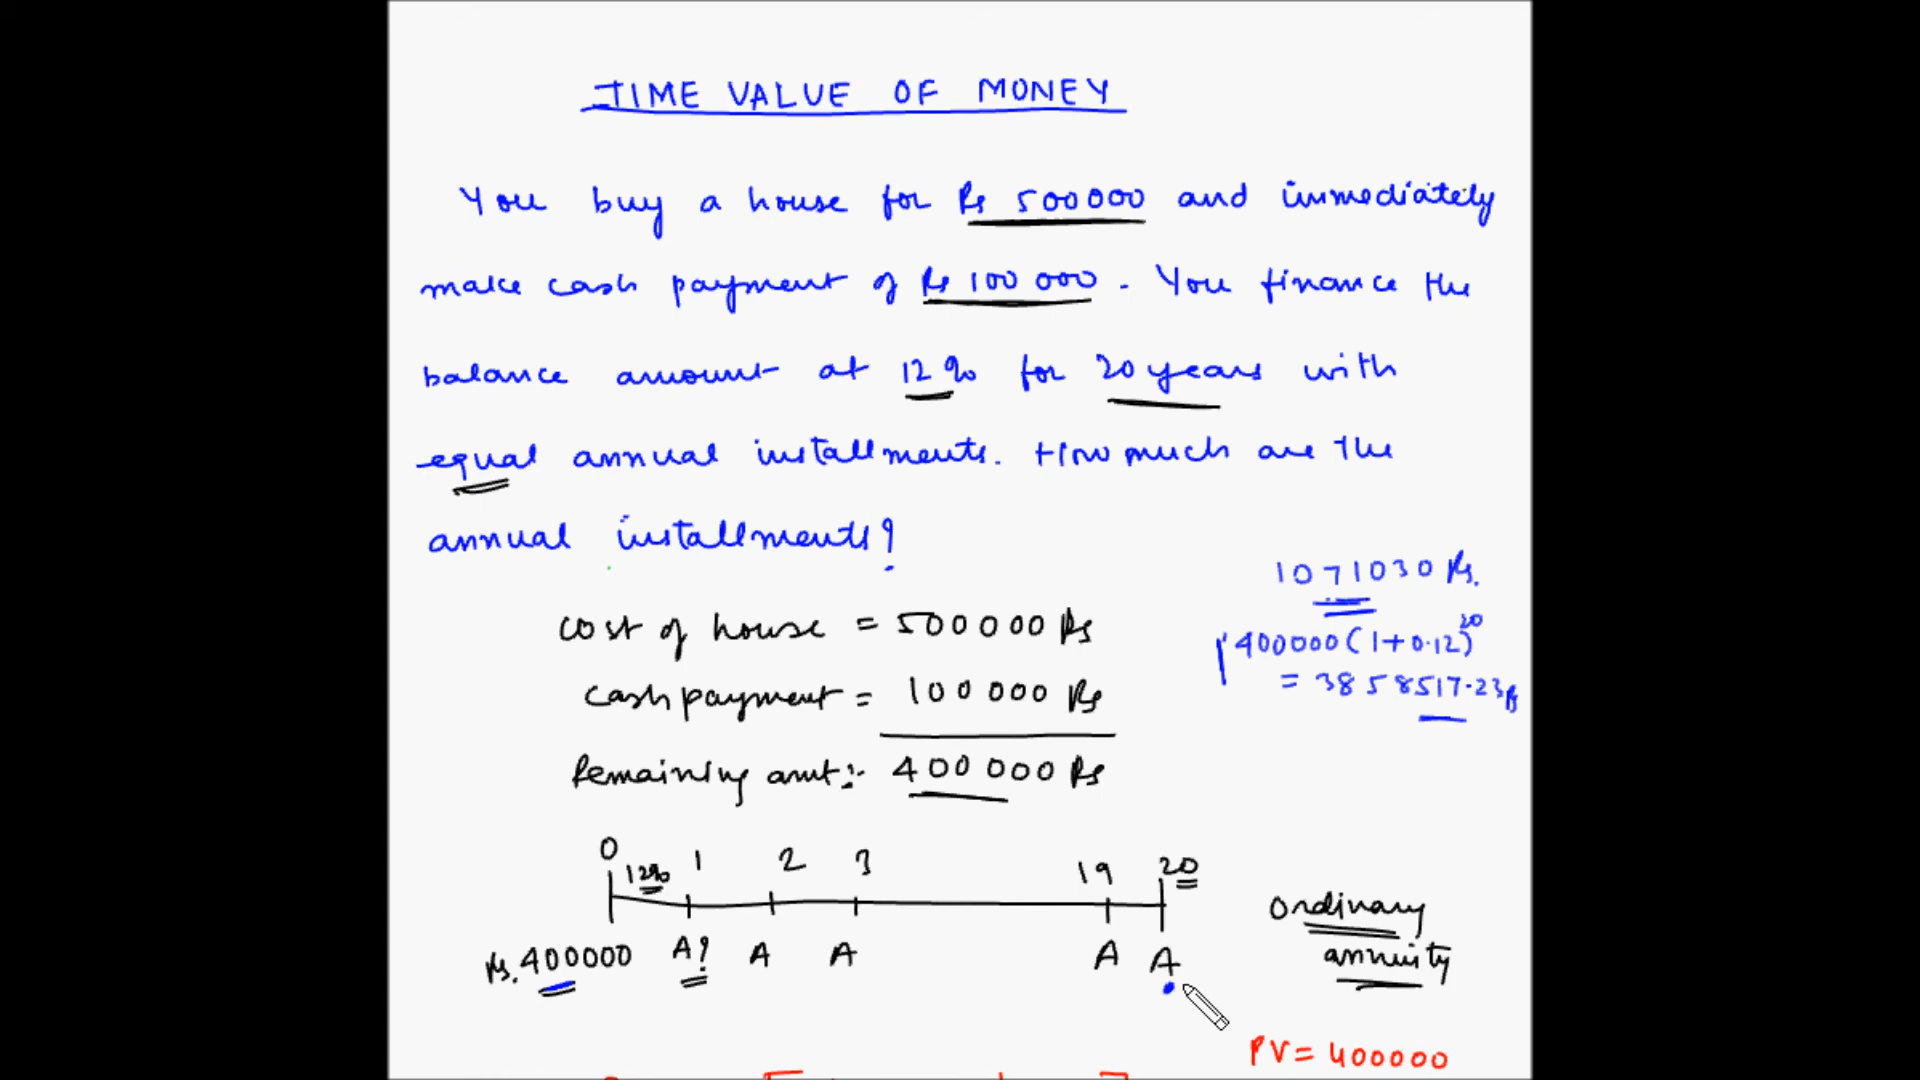 TIME VALUE OF MONEY
You buy a house for Rs 500000 and immediately
make cash payment of Rs 100 000. You finance the
balance amount at 12% for 20 years with
equal annual installments. How much are the
annual installments?
1071030 Rs.
cost of house = 500000 Rs
400000(1+0.12)^20
cash payment = 100 000 Rs
= 3858517.23 Rs
Remaining amt:- 400 000 Rs
0 12% 1 2 3 19 20
Rs. 400000 A? A A A A
Ordinary
annuity
PV = 400000